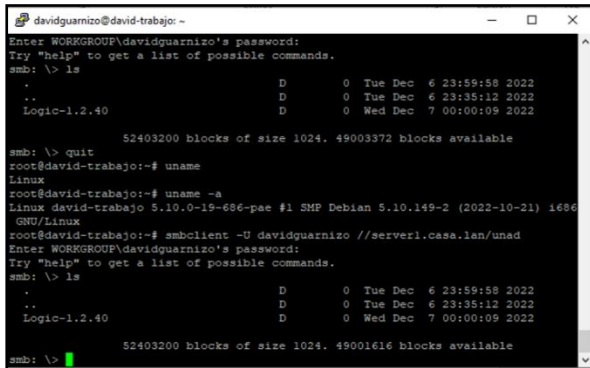 davidguarnizo@david-trabajo: ~
Enter WORKGROUP\davidguarnizo's password:
Try "help" to get a list of possible commands.
smb: \> ls
. D 0 Tue Dec 6 23:59:58 2022
.. D 0 Tue Dec 6 23:35:12 2022
Logic-1.2.40 D 0 Wed Dec 7 00:00:09 2022
52403200 blocks of size 1024. 49003372 blocks available
smb: \> quit
root@david-trabajo:~# uname
Linux
root@david-trabajo:~# uname -a
Linux david-trabajo 5.10.0-19-686-pae #1 SMP Debian 5.10.149-2 (2022-10-21) i686
GNU/Linux
root@david-trabajo:~# smbclient -U davidguarnizo //server1.casa.lan/unad
Enter WORKGROUP\davidguarnizo's password:
Try "help" to get a list of possible commands.
smb: \> ls
. D 0 Tue Dec 6 23:59:58 2022
.. D 0 Tue Dec 6 23:35:12 2022
Logic-1.2.40 D 0 Wed Dec 7 00:00:09 2022
52403200 blocks of size 1024. 49001616 blocks available
smb: \>